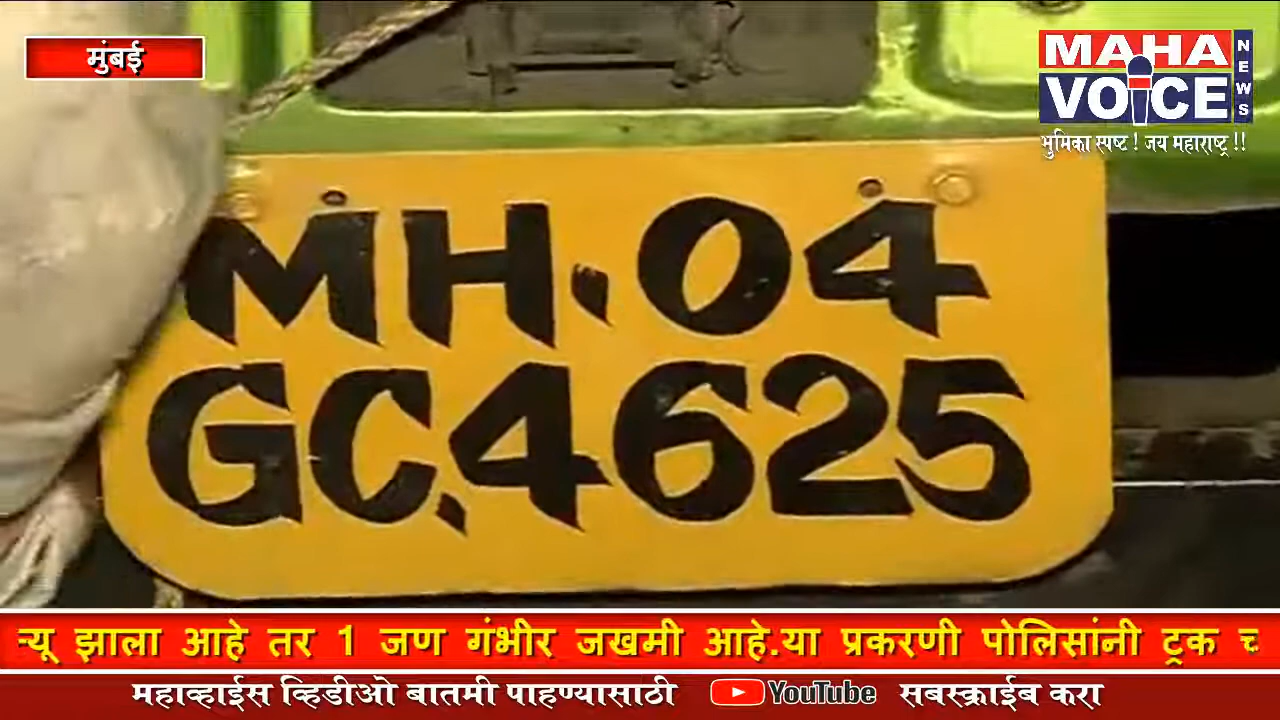 मुंबई
MAHA
VOICE
NEWS
भुमिका स्पष्ट ! जय महाराष्ट्र !!
MH.04
GC.4625
झाला आहे तर 1 जण गंभीर जखमी आहे.या प्रकरणी पोलिसांनी ट्रक
महाव्हाईस व्हिडीओ बातमी पाहण्यासाठी YouTube सबस्क्राईब करा